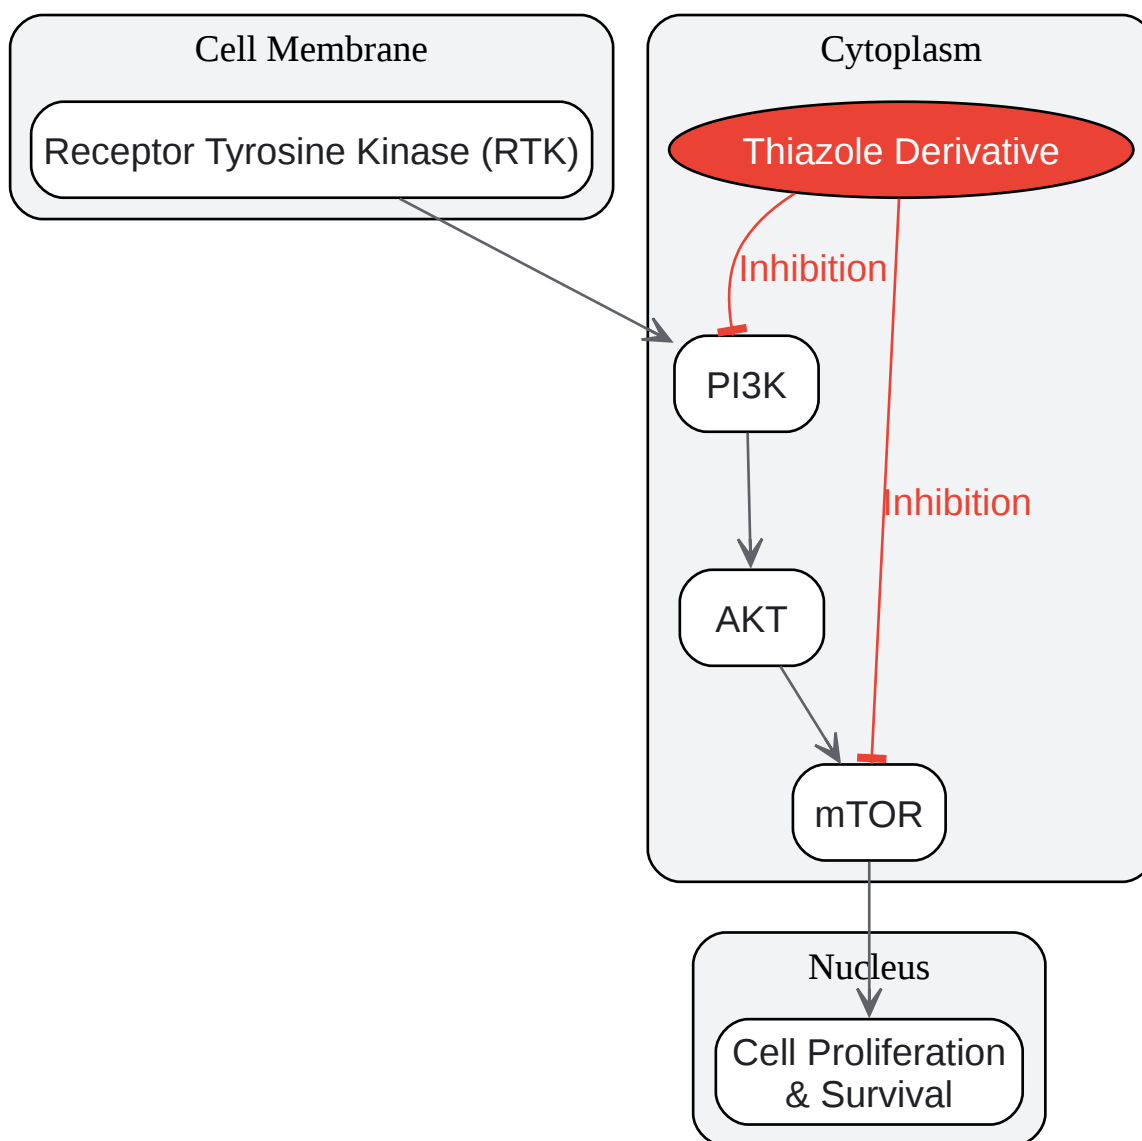 Cell Membrane
Receptor Tyrosine Kinase (RTK)
Cytoplasm
Thiazole Derivative
Inhibition
PI3K
Inhibition
AKT
mTOR
Nucleus
Cell Proliferation
& Survival